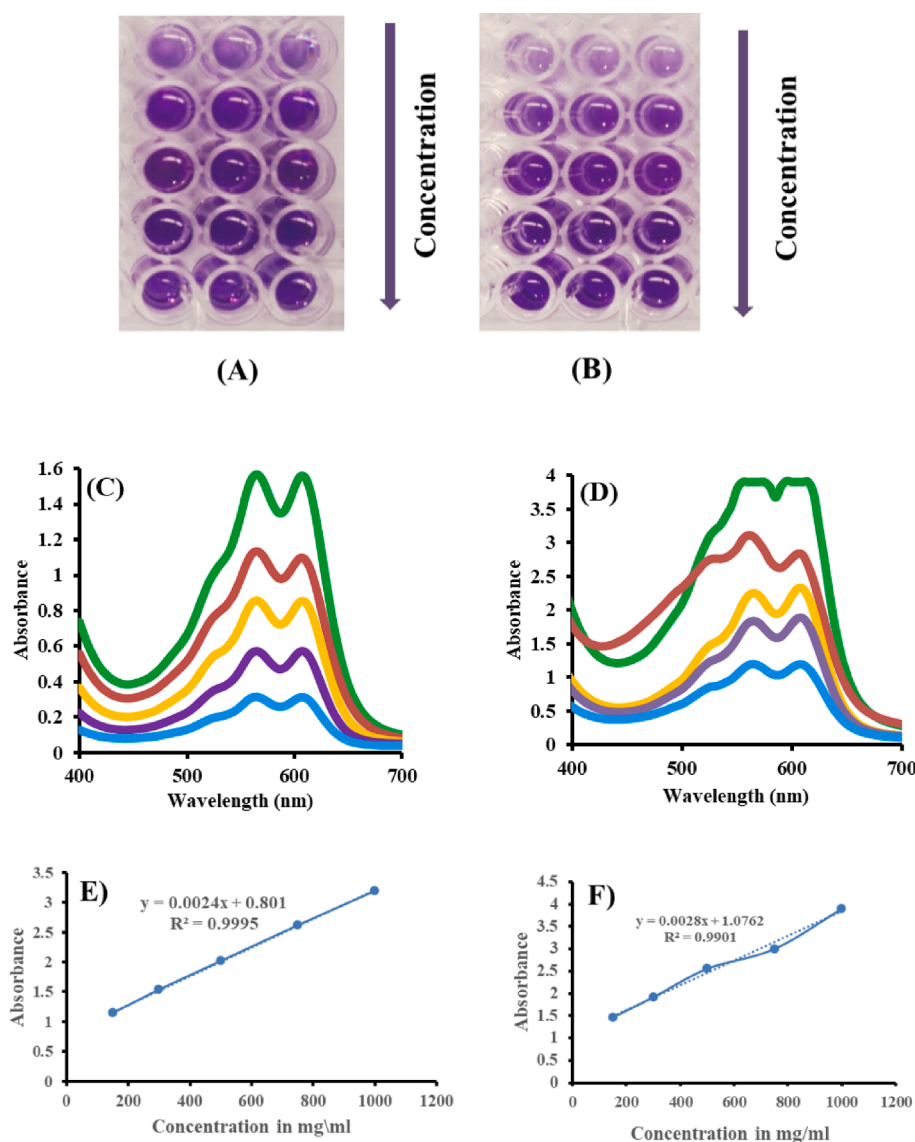 Concentration
Concentration
(A)
(B)
(C)
1.6
1.4
1.2
1
0.8
0.6
0.4
0.2
0
400
500
600
700
Absorbance
Wavelength (nm)
(D)
4
3.5
3
2.5
2
1.5
1
0.5
0
400
500
600
700
Absorbance
Wavelength (nm)
E)
y = 0.0024x + 0.801
R² = 0.9995
3.5
3
2.5
2
1.5
1
0.5
0
0
200
400
600
800
1000
1200
Absorbance
Concentration in mg\ml
F)
y = 0.0028x + 1.0762
R² = 0.9901
4.5
4
3.5
3
2.5
2
1.5
1
0.5
0
0
200
400
600
800
1000
1200
Absorbance
Concentration in mg/ml